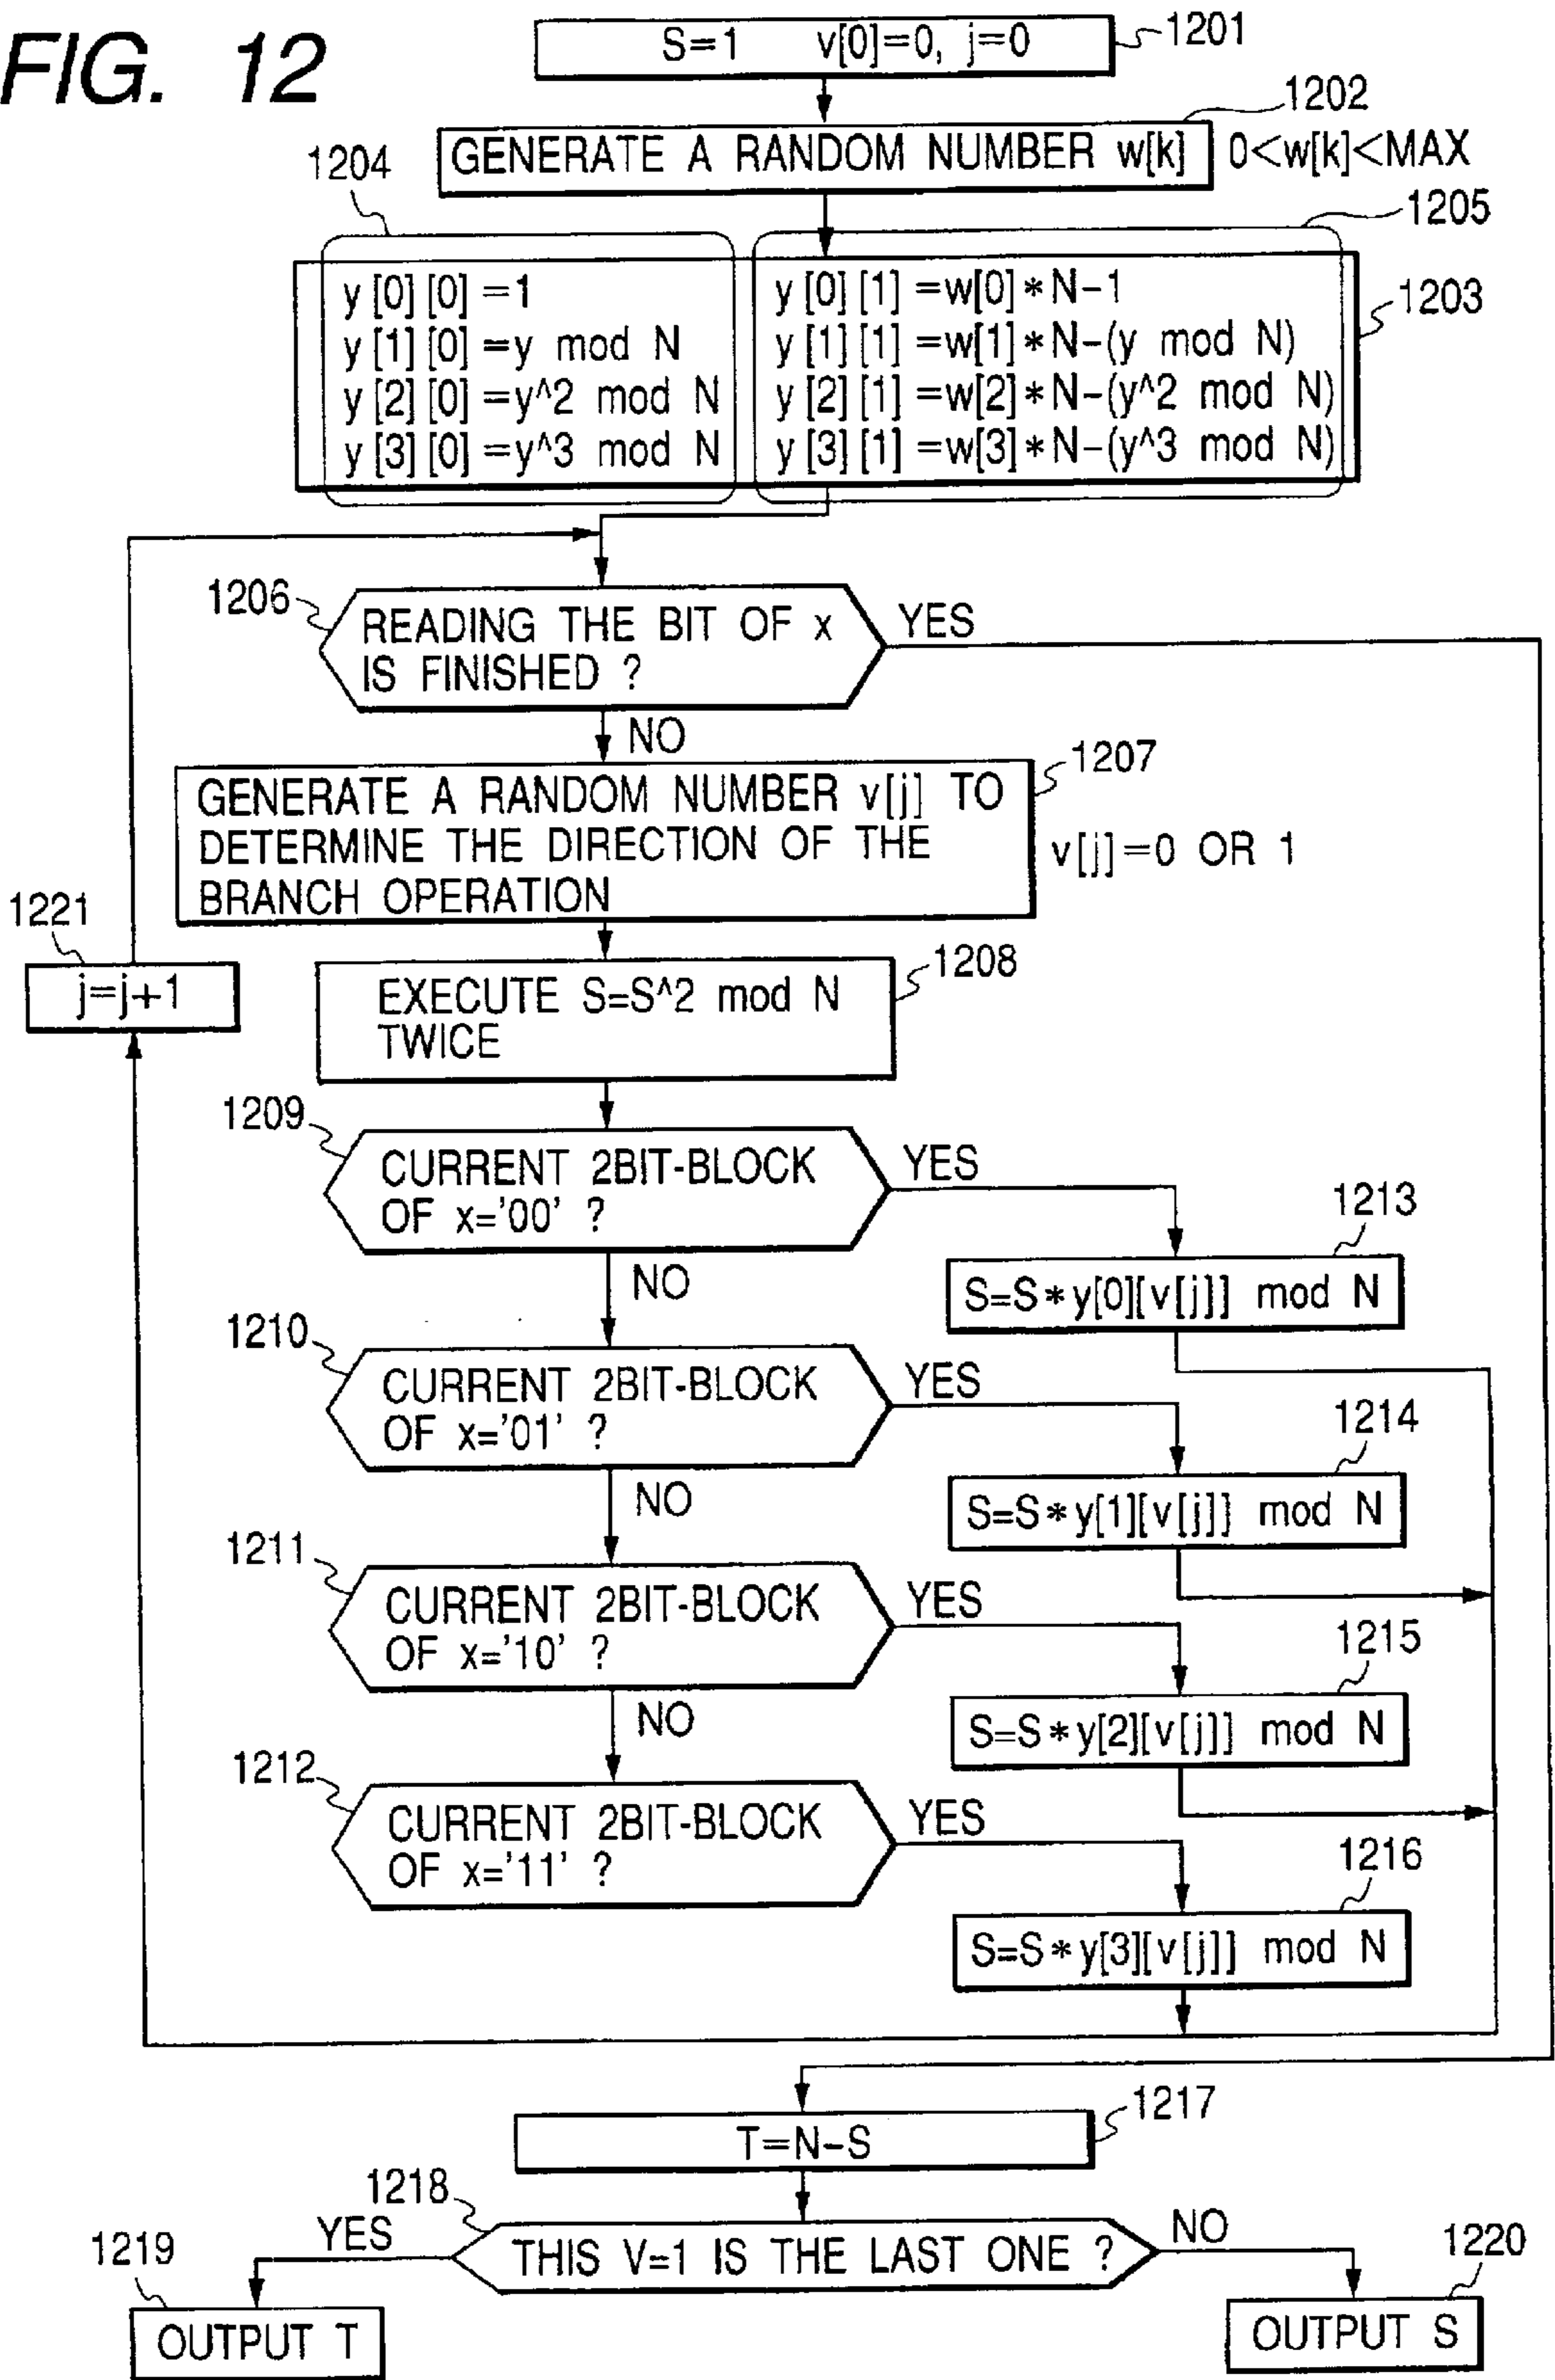 FIG. 12
S=1 v[0]=0, j=0
1201
1202
GENERATE A RANDOM NUMBER w[k]
0<w[k]<MAX
1204
1205
y[0][0]=1
y[1][0]=y mod N
y[2][0]=y^2 mod N
y[3][0]=y^3 mod N
y[0][1]=w[0]*N-1
y[1][1]=w[1]*N-(y mod N)
y[2][1]=w[2]*N-(y^2 mod N)
y[3][1]=w[3]*N-(y^3 mod N)
1203
1206
READING THE BIT OF x
IS FINISHED ?
YES
NO
1207
GENERATE A RANDOM NUMBER v[j] TO
DETERMINE THE DIRECTION OF THE
BRANCH OPERATION
v[j]=0 OR 1
1221
j=j+1
1208
EXECUTE S=S^2 mod N
TWICE
1209
CURRENT 2BIT-BLOCK
OF x='00' ?
YES
NO
1213
S=S*y[0][v[j]] mod N
1210
CURRENT 2BIT-BLOCK
OF x='01' ?
YES
NO
1214
S=S*y[1][v[j]] mod N
1211
CURRENT 2BIT-BLOCK
OF x='10' ?
YES
NO
1215
S=S*y[2][v[j]] mod N
1212
CURRENT 2BIT-BLOCK
OF x='11' ?
YES
1216
S=S*y[3][v[j]] mod N
1217
T=N-S
1218
THIS V=1 IS THE LAST ONE ?
YES
NO
1219
OUTPUT T
1220
OUTPUT S